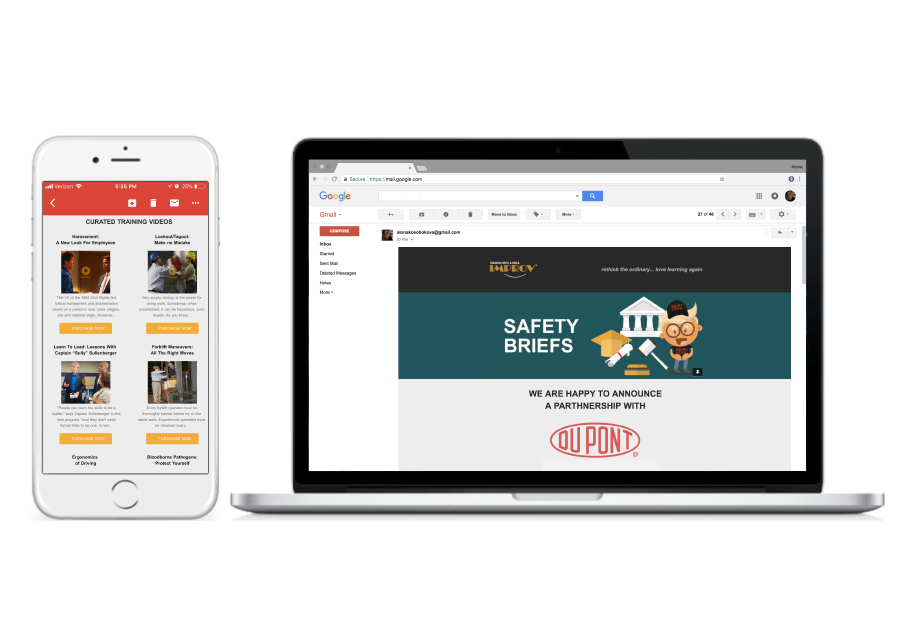 Verizon
5:35 PM
25%
CURATED TRAINING VIDEOS
Harassment:
A New Look For Employees
Lockout/Tagout:
Make no Mistake
Title VII of the 1964 Civil Rights Act
forbids harassment and discrimination
based on a person's race, color, religion,
sex and national origin. However...
Very simply, energy is the power for
doing work. Sometimes, when
uncontrolled, it can be hazardous, even
deadly. As you know...
PURCHASE NOW
PURCHASE NOW
Learn To Lead: Lessons With
Captain "Sully" Sullenberger
Forklift Maneuvers:
All The Right Moves
"People can learn the skills to be a
leader," says Captain Sullenberger in this
new program, "and they don't need
Every forklift operator must be
thoroughly trained before he or she
starts work. Experienced operators must
be retrained every...
PURCHASE NOW
PURCHASE NOW
Ergonomics
of Driving
Bloodborne Pathogens:
Protect Yourself
Alona
Secure
https://mail.google.com
Google
Gmail
Move to Inbox
More
27 of 46
COMPOSE
Inbox
Starred
Sent Mail
Deleted Messages
Notes
More
alonakosobokova@gmail.com
to me
TRAINING WITH A SMILE
IMPROV
rethink the ordinary... love learning again
SAFETY
BRIEFS
WE ARE HAPPY TO ANNOUNCE
A PARTHNERSHIP WITH
DU PONT
®